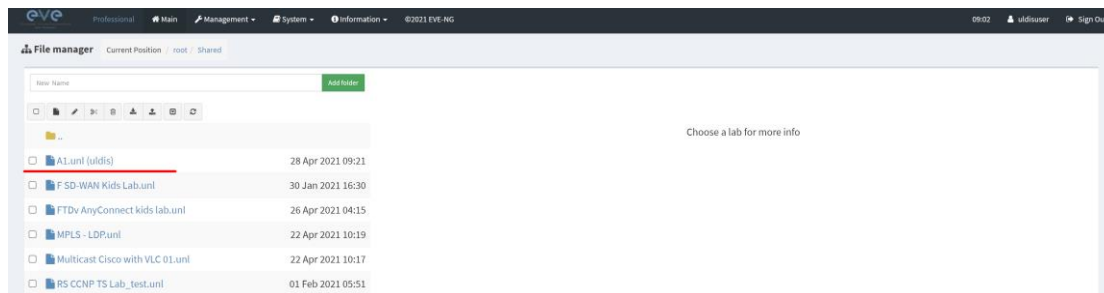 eve Professional Main Management System Information ©2021 EVE-NG 09:02 uldisuser Sign Ou
File manager Current Position / root / Shared
New Name Add folder
..
Choose a lab for more info
A1.unl (uldis) 28 Apr 2021 09:21
F SD-WAN Kids Lab.unl 30 Jan 2021 16:30
FTDv AnyConnect kids lab.unl 26 Apr 2021 04:15
MPLS - LDP.unl 22 Apr 2021 10:19
Multicast Cisco with VLC 01.unl 22 Apr 2021 10:17
RS CCNP TS Lab_test.unl 01 Feb 2021 05:51